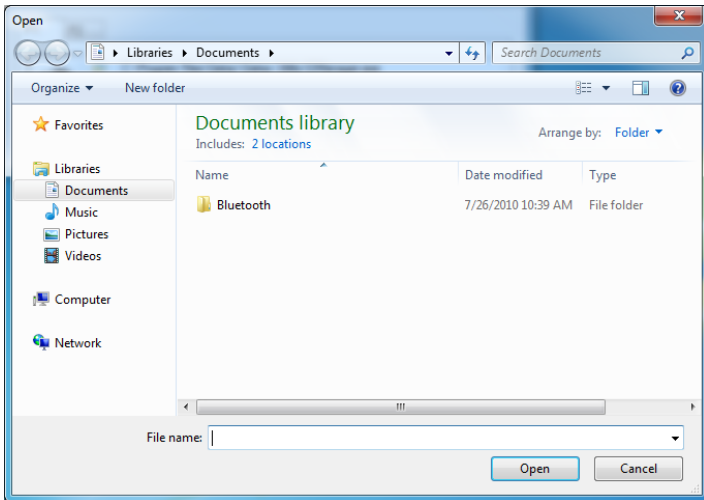 Open
Libraries Documents
Search Documents
Organize
New folder
Favorites
Libraries
Documents
Music
Pictures
Videos
Computer
Network
Documents library
Includes: 2 locations
Arrange by: Folder
Name Date modified Type
Bluetooth 7/26/2010 10:39 AM File folder
File name:
Open Cancel